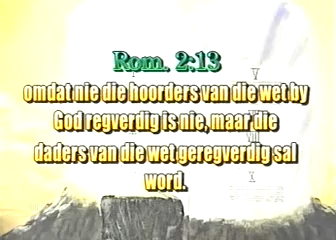 Rom. 2:13
omdat nie die hoorders van die wet by
God regverdig is nie, maar die
daders van die wet geregverdig sal
word.